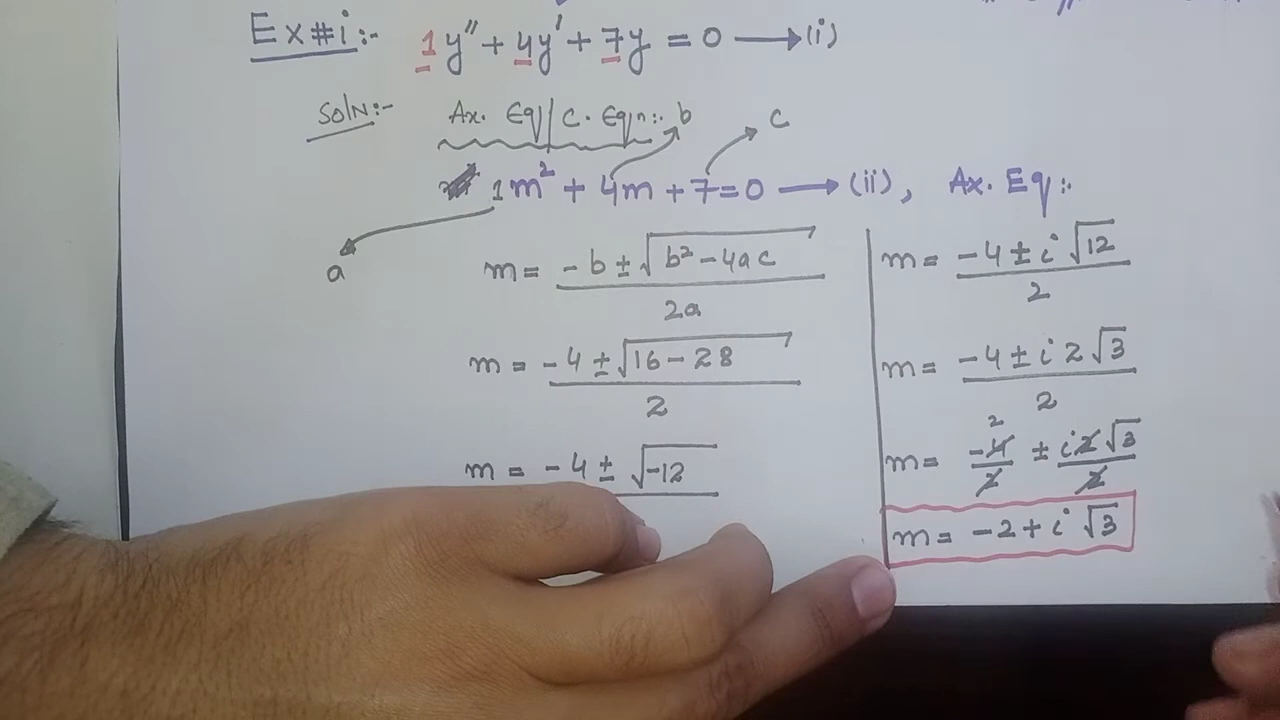 Ex#i:- 1y'' + 4y' + 7y = 0 → (i)
Soln:- Ax. Eq / C. Eqn:.
b
c
1m² + 4m + 7 = 0 → (ii), Ax. Eq:.
a
m = -b ± √(b² - 4ac) / 2a
m = -4 ± √(16 - 28) / 2
m = -4 ± √-12
m = -4 ± i √12 / 2
m = -4 ± i 2√3 / 2
m = -4/2 ± i2√3/2
2
m = -2 + i √3